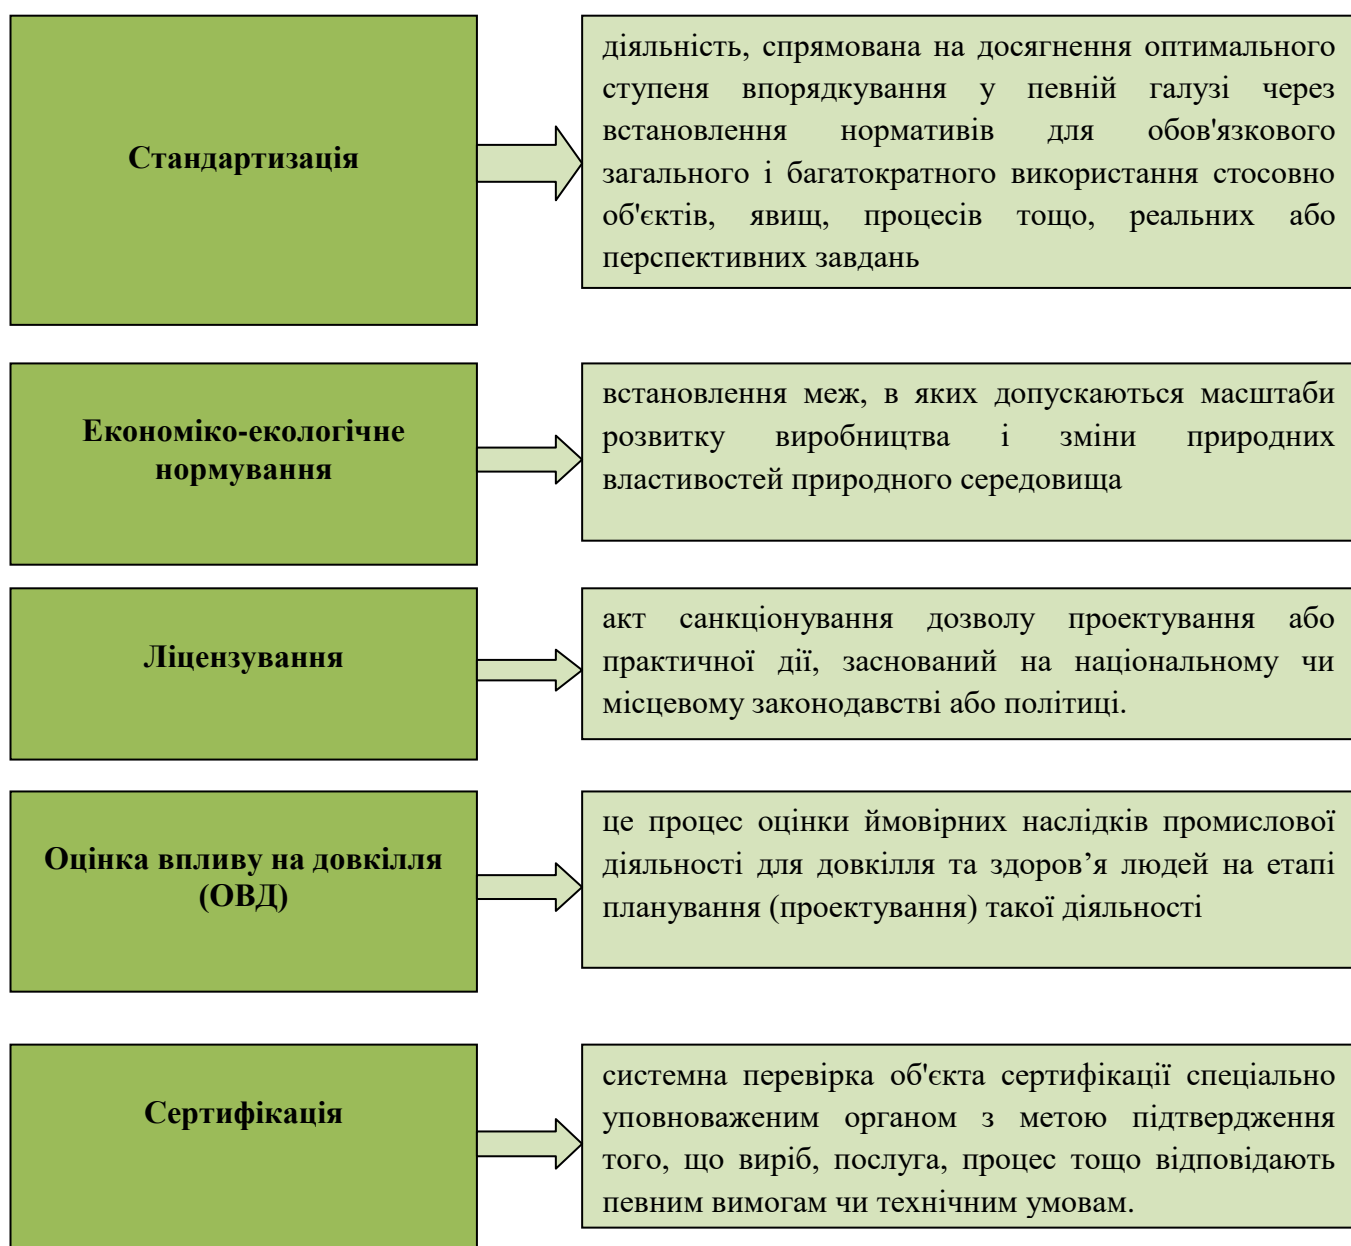 Стандартизація
діяльність, спрямована на досягнення оптимального
ступеня впорядкування у певній галузі через
встановлення нормативів для обов'язкового
загального і багатократного використання стосовно
об'єктів, явищ, процесів тощо, реальних або
перспективних завдань
Економіко-екологічне
нормування
встановлення меж, в яких допускаються масштаби
розвитку виробництва і зміни природних
властивостей природного середовища
Ліцензування
акт санкціонування дозволу проектування або
практичної дії, заснований на національному чи
місцевому законодавстві або політиці.
Оцінка впливу на довкілля
(ОВД)
це процес оцінки ймовірних наслідків промислової
діяльності для довкілля та здоров’я людей на етапі
планування (проектування) такої діяльності
Сертифікація
системна перевірка об'єкта сертифікації спеціально
уповноваженим органом з метою підтвердження
того, що виріб, послуга, процес тощо відповідають
певним вимогам чи технічним умовам.